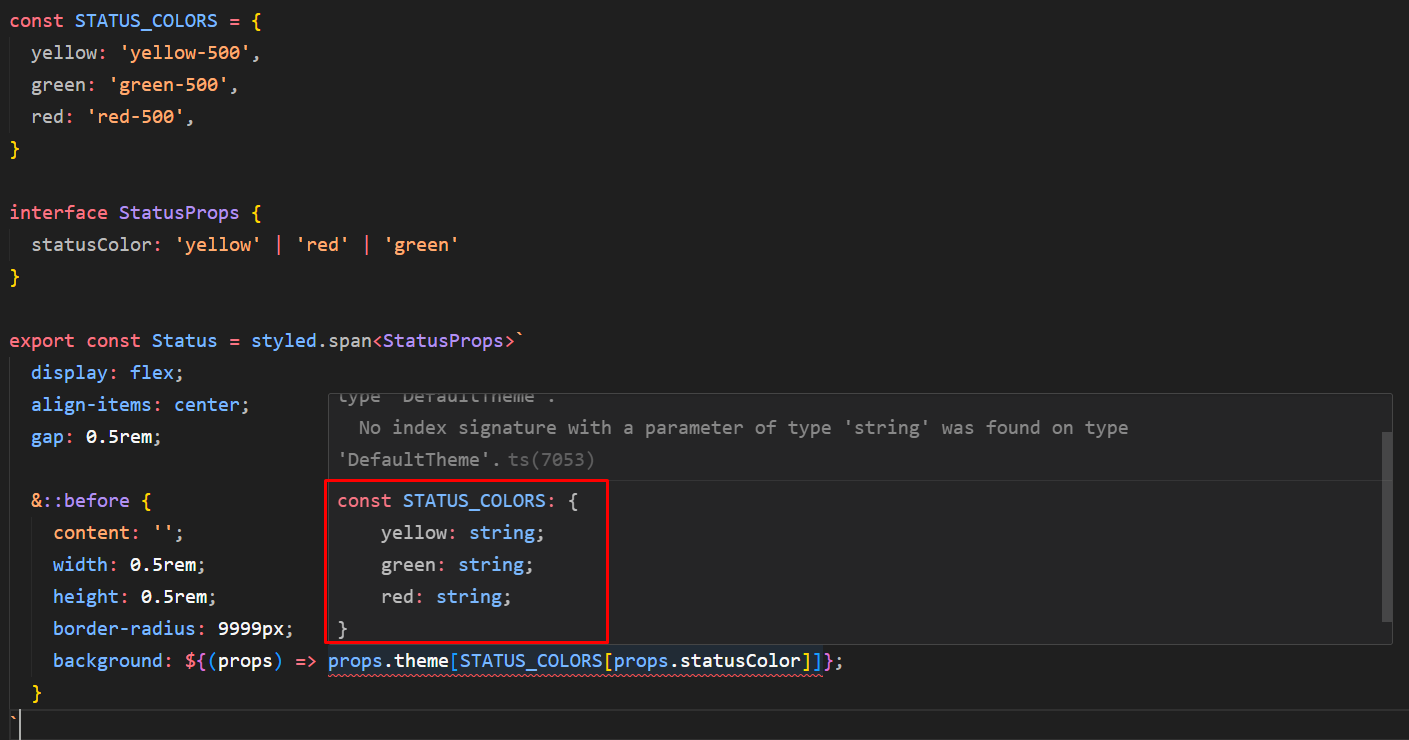 const STATUS_COLORS = {
  yellow: 'yellow-500',
  green: 'green-500',
  red: 'red-500',
}
interface StatusProps {
  statusColor: 'yellow' | 'red' | 'green'
}
export const Status = styled.span<StatusProps>`
  display: flex;
  align-items: center;
  gap: 0.5rem;
type 'DefaultTheme'.
  No index signature with a parameter of type 'string' was found on type
'DefaultTheme'. ts(7053)
const STATUS_COLORS: {
    yellow: string;
    green: string;
    red: string;
}
  &::before {
    content: '';
    width: 0.5rem;
    height: 0.5rem;
    border-radius: 9999px;
    background: ${(props) => props.theme[STATUS_COLORS[props.statusColor]]};
  }
`